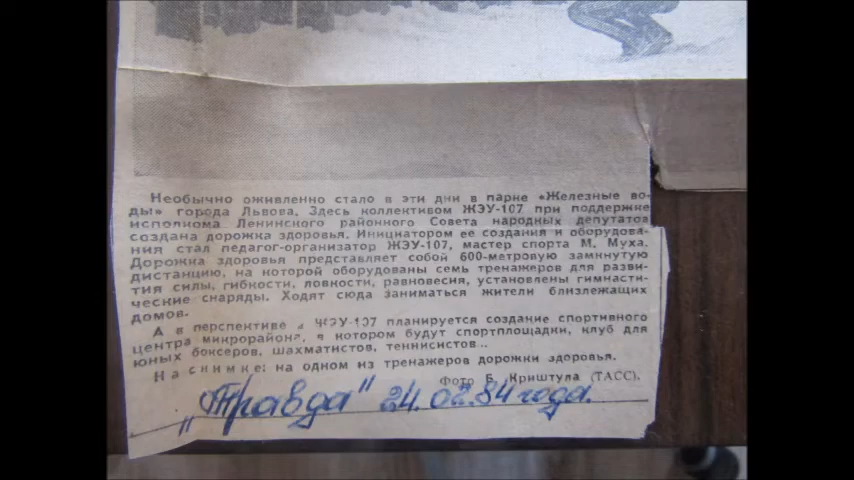 Необычно оживленно стало в эти дни в парке «Железные во-
ды» города Львова. Здесь коллективом ЖЭУ-107 при поддержке
исполкома Ленинского районного Совета народных депутатов
создана дорожка здоровья. Инициатором ее создания и оборудова-
ния стал педагог-организатор ЖЭУ-107, мастер спорта М. Муха.
Дорожка здоровья представляет собой 600-метровую замкнутую
дистанцию, на которой оборудованы семь тренажеров для разви-
тия силы, гибкости, ловности, равновесия, установлены гимнасти-
ческие снаряды. Ходят сюда заниматься жители близлежащих
домов.
А в перспективе ЖЭУ-107 планируется создание спортивного
центра микрорайона, в котором будут спортплощадки, клуб для
юных боксеров, шахматистов, теннисистов...
На снимке: на одном из тренажеров дорожки здоровья.
Фото Б. Криштула (ТАСС).
„Правда" 24.02.84 года.